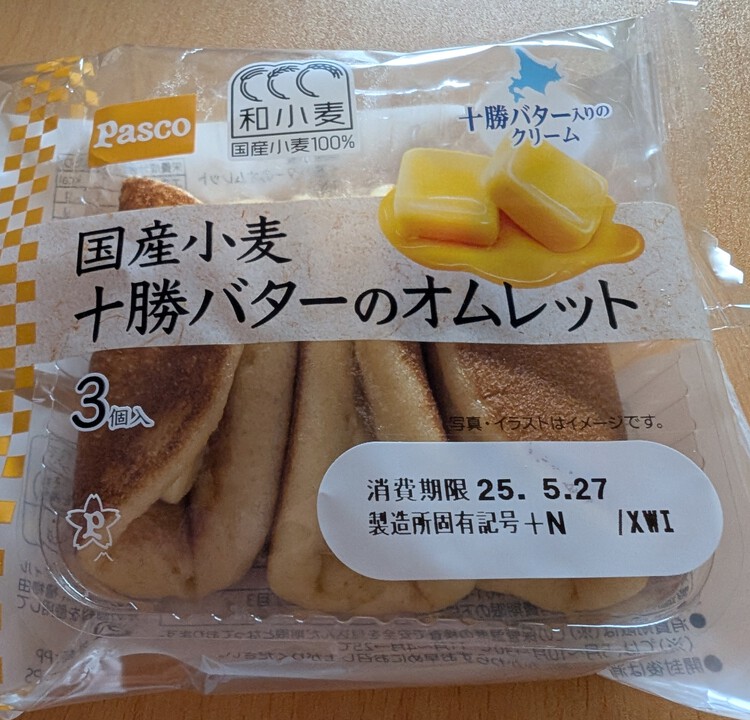 Pasco
和小麦
国産小麦100%
十勝バター入りの
クリーム
国産小麦
十勝バターのオムレット
3個入
写真・イラストはイメージです。
消費期限 25. 5.27
製造所固有記号+N /XWI